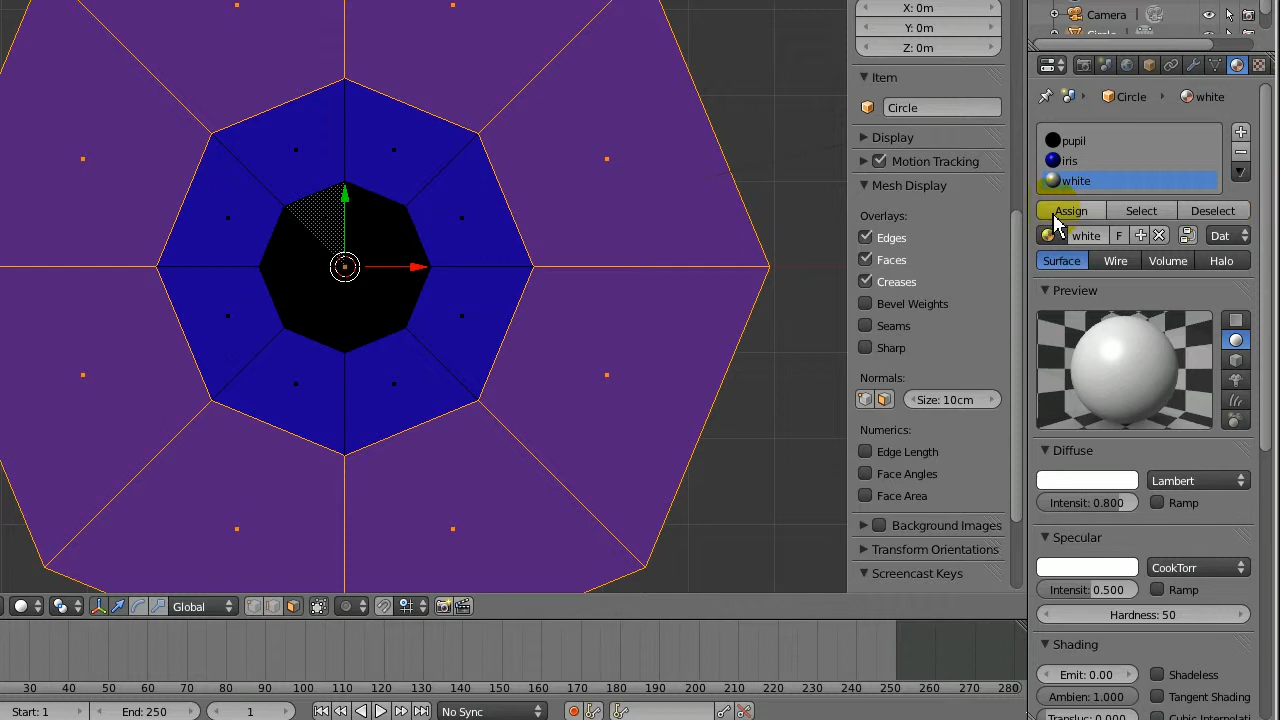 X: 0m
Y: 0m
Z: 0m
Item
Circle
Display
Motion Tracking
Mesh Display
Overlays:
Edges
Faces
Creases
Bevel Weights
Seams
Sharp
Normals:
Size: 10cm
Numerics:
Edge Length
Face Angles
Face Area
Background Images
Transform Orientations
Screencast Keys
Camera
Circle white
pupil
iris
white
Assign Select Deselect
white F Dat
Surface Wire Volume Halo
Preview
Diffuse
Lambert
Intensit: 0.800 Ramp
Specular
CookTorr
Intensit: 0.500 Ramp
Hardness: 50
Shading
Emit: 0.00 Shadeless
Ambien: 1.000 Tangent Shading
Global
30 40 50 60 70 80 90 100 110 120 130 140 150 160 170 180 190 200 210 220 230 240 250 260 270 280
Start: 1 End: 250 1 No Sync